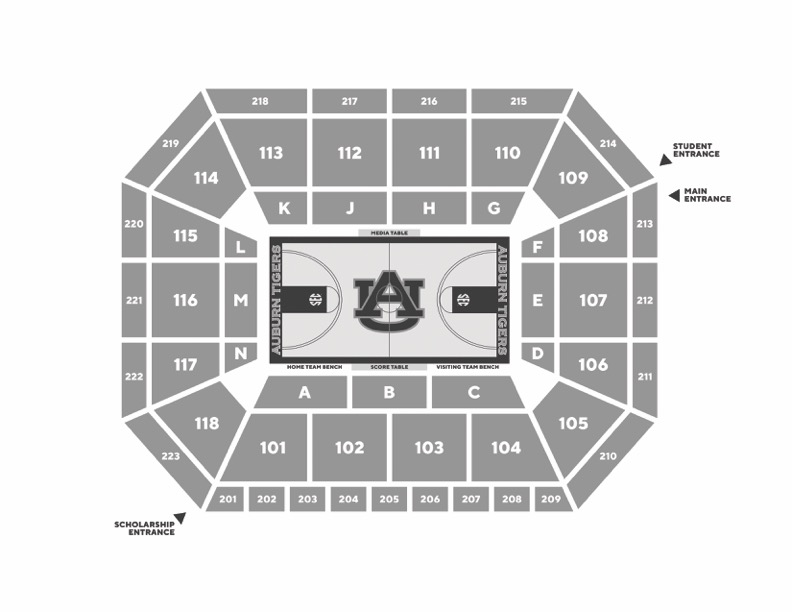 218 217 216 215
219 214
113 112 111 110
STUDENT
ENTRANCE
114 109
MAIN
ENTRANCE
K J H G
220 115 L F 108 213
MEDIA TABLE
AUBURN TIGERS
AU
AUBURN TIGERS
221 116 M E 107 212
222 117 N D 106 211
HOME TEAM BENCH SCORE TABLE VISITING TEAM BENCH
A B C
118 105
101 102 103 104
223 210
201 202 203 204 205 206 207 208 209
SCHOLARSHIP
ENTRANCE